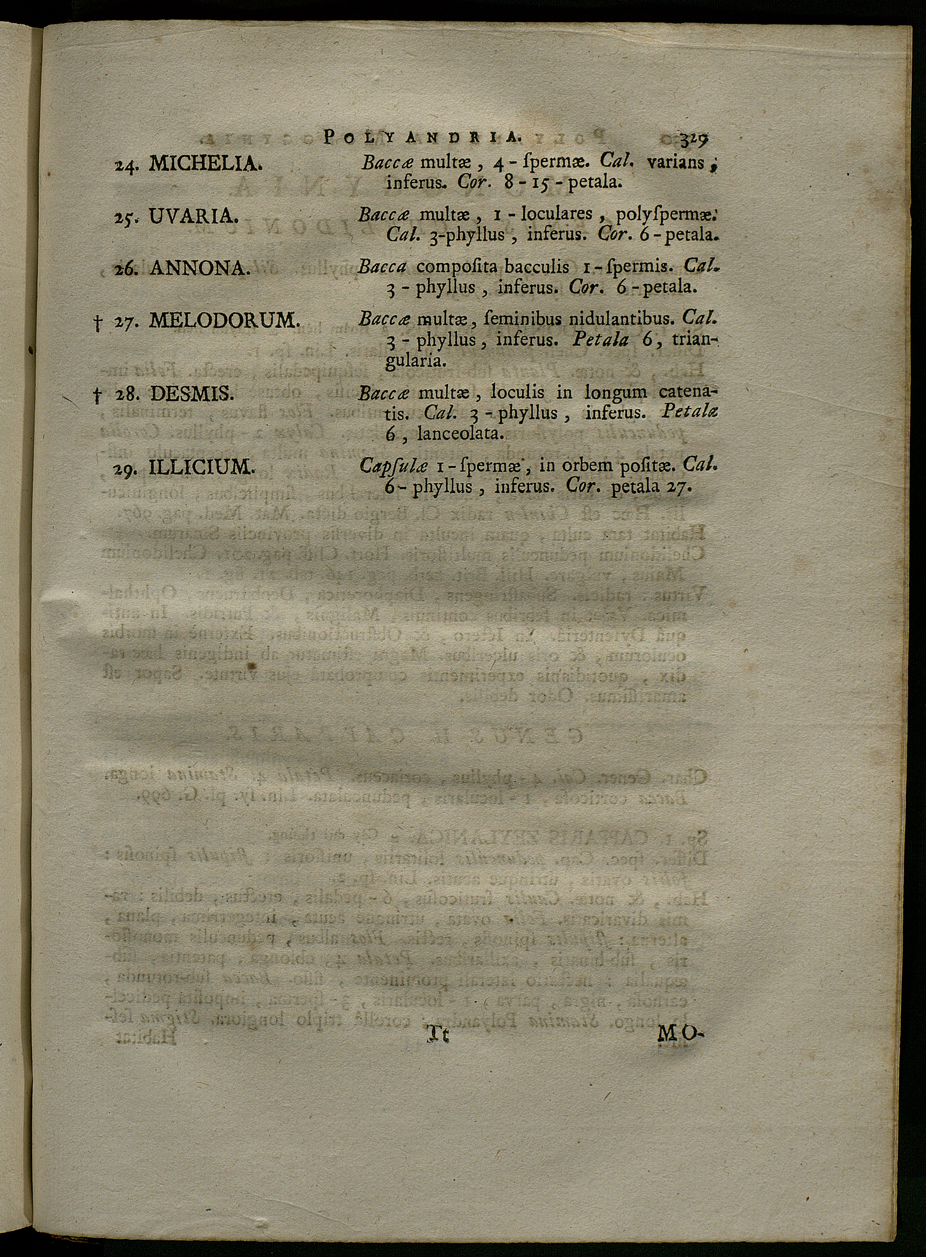 POLYANDRIA. 329
24. MICHELIA. Baccæ multæ , 4 - ſpermæ. Cal. varians ;
inferus. Cor. 8 - 15 - petala.
25. UVARIA. Baccæ multæ , 1 - loculares , polyſpermæ.
Cal. 3-phyllus , inferus. Cor. 6 - petala.
26. ANNONA. Bacca compoſita bacculis 1 - ſpermis. Cal.
3 - phyllus , inferus. Cor. 6 - petala.
† 27. MELODORUM. Baccæ multæ , ſeminibus nidulantibus. Cal.
3 - phyllus , inferus. Petala 6 , trian-
gularia.
† 28. DESMIS. Baccæ multæ , loculis in longum catena-
tis. Cal. 3 - phyllus , inferus. Petala
6 , lanceolata.
29. ILLICIUM. Capſulæ 1 - ſpermæ , in orbem poſitæ. Cal.
6 - phyllus , inferus. Cor. petala 27.
Tt MO-